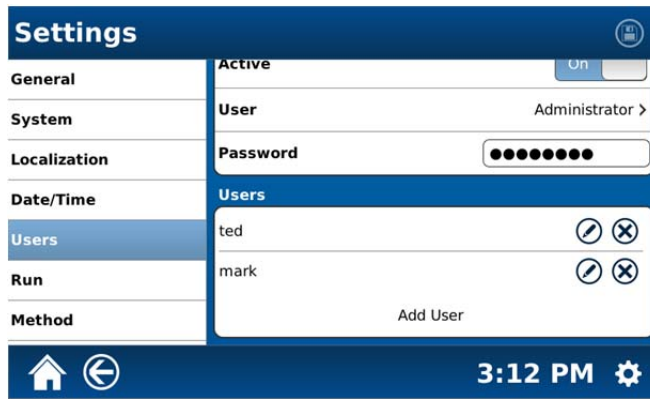 Settings
General
System
Localization
Date/Time
Users
Run
Method
Active
On
User
Administrator >
Password
●●●●●●●●
Users
ted
mark
Add User
3:12 PM